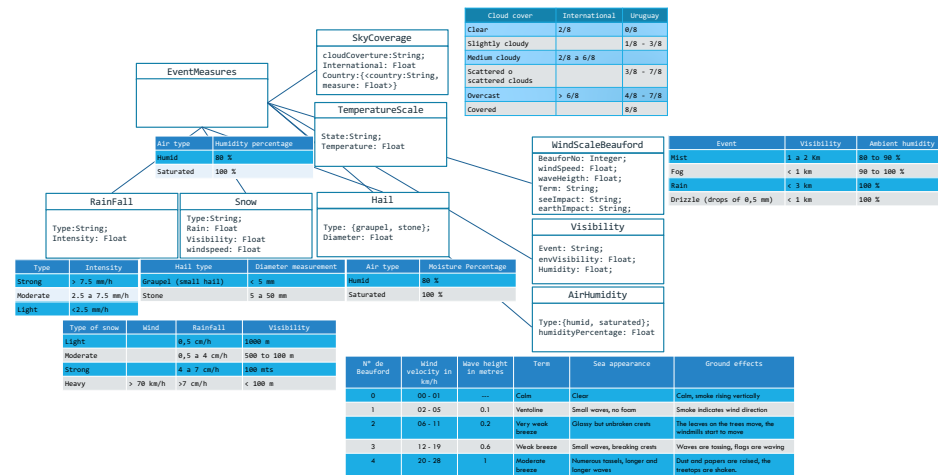 Cloud cover International Uruguay
Clear 2/8 0/8
Slightly cloudy 1/8 - 3/8
Medium cloudy 2/8 a 6/8
Scattered o
scattered clouds 3/8 - 7/8
Overcast > 6/8 4/8 - 7/8
Covered 8/8
SkyCoverage
cloudCoverture:String;
International: Float
Country:{<country:String,
measure: Float>}
EventMeasures
TemperatureScale
State:String;
Temperature: Float
Air type Humidity percentage
Humid 80 %
Saturated 100 %
WindScaleBeauford
BeauforNo: Integer;
windSpeed: Float;
waveHeigth: Float;
Term: String;
seeImpact: String;
earthImpact: String;
Event Visibility Ambient humidity
Mist 1 a 2 Km 80 to 90 %
Fog < 1 km 90 to 100 %
Rain < 3 km 100 %
Drizzle (drops of 0,5 mm) < 1 km 100 %
RainFall
Type:String;
Intensity: Float
Snow
Type:String;
Rain: Float
Visibility: Float
windspeed: Float
Hail
Type: {graupel, stone};
Diameter: Float
Visibility
Event: String;
envVisibility: Float;
Humidity: Float;
AirHumidity
Type:{humid, saturated};
humidityPercentage: Float
Type Intensity
Strong > 7.5 mm/h
Moderate 2.5 a 7.5 mm/h
Light <2.5 mm/h
Hail type Diameter measurement
Graupel (small hail) < 5 mm
Stone 5 a 50 mm
Air type Moisture Percentage
Humid 80 %
Saturated 100 %
Type of snow Wind Rainfall Visibility
Light 0,5 cm/h 1000 m
Moderate 0,5 a 4 cm/h 500 to 100 m
Strong 4 a 7 cm/h 100 mts
Heavy > 70 km/h >7 cm/h < 100 m
N° de Beauford Wind velocity in km/h Wave height in metres Term Sea appearance Ground effects
0 00 - 01 --- Calm Clear Calm, smoke rising vertically
1 02 - 05 0.1 Ventoline Small waves, no foam Smoke indicates wind direction
2 06 - 11 0.2 Very weak breeze Glassy but unbroken crests The leaves on the trees move, the windmills start to move
3 12 - 19 0.6 Weak breeze Small waves, breaking crests Waves are tossing, flags are waving
4 20 - 28 1 Moderate breeze Numerous tassels, longer and longer waves Dust and papers are raised, the treetops are shaken.